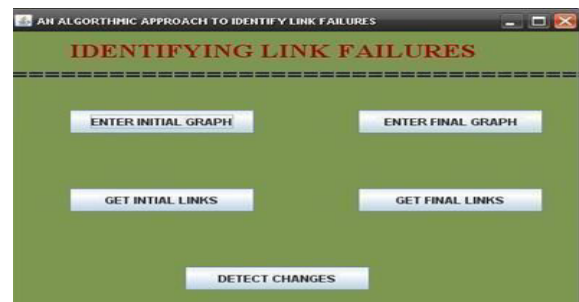 AN ALGORTHMIC APPROACH TO IDENTIFY LINK FAILURES
IDENTIFYING LINK FAILURES
ENTER INITIAL GRAPH
ENTER FINAL GRAPH
GET INTIAL LINKS
GET FINAL LINKS
DETECT CHANGES